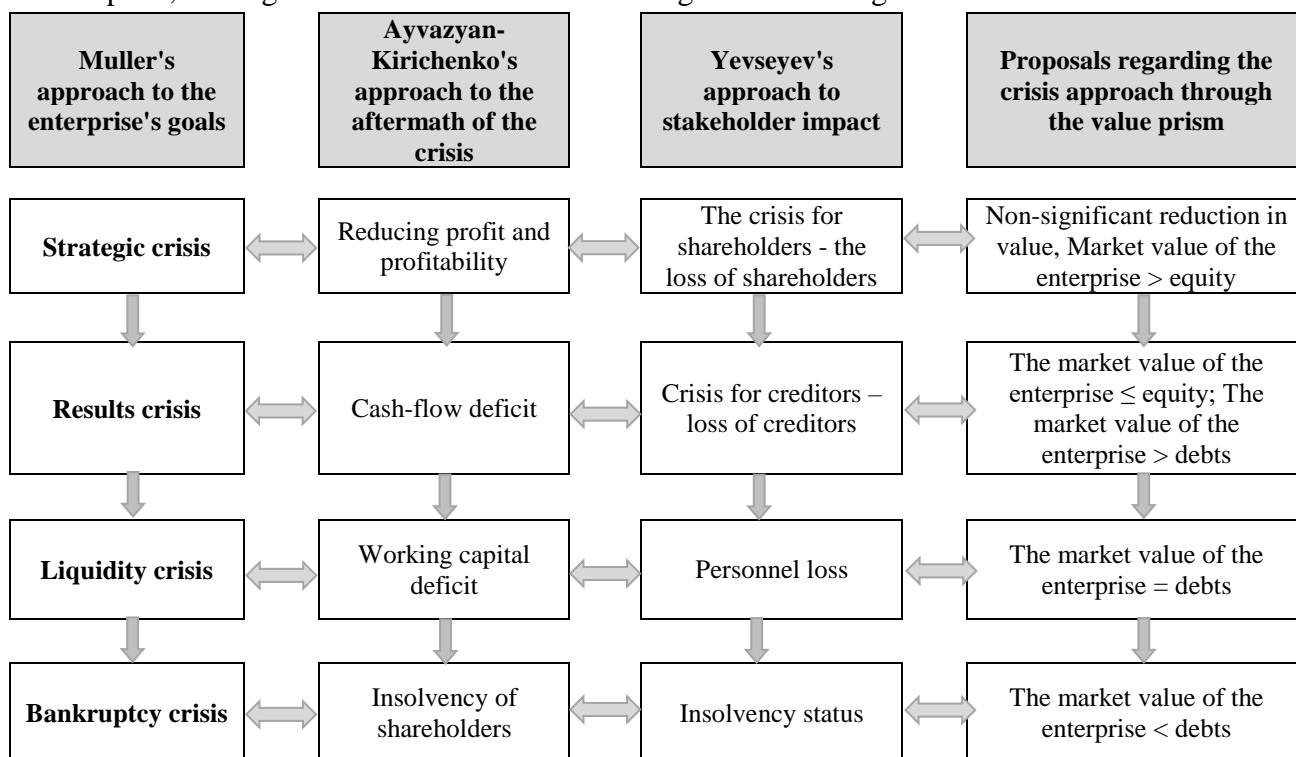 Muller's
approach to the
enterprise's goals
Ayvazyan-
Kirichenko's
approach to the
aftermath of the
crisis
Yevseyev's
approach to
stakeholder impact
Proposals regarding the
crisis approach through
the value prism
Strategic crisis
Reducing profit and
profitability
The crisis for
shareholders - the
loss of shareholders
Non-significant reduction in
value, Market value of the
enterprise > equity
Results crisis
Cash-flow deficit
Crisis for creditors –
loss of creditors
The market value of the
enterprise ≤ equity; The
market value of the
enterprise > debts
Liquidity crisis
Working capital
deficit
Personnel loss
The market value of the
enterprise = debts
Bankruptcy crisis
Insolvency of
shareholders
Insolvency status
The market value of the
enterprise < debts